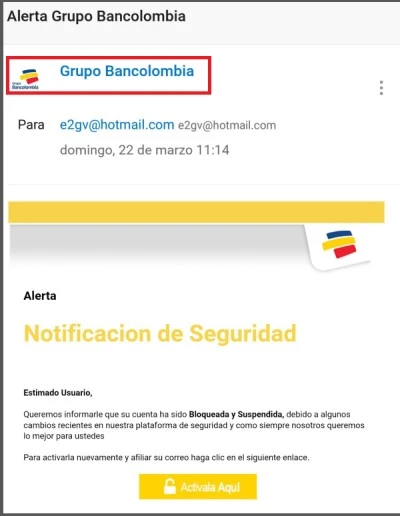 Alerta Grupo Bancolombia
Grupo Bancolombia
Grupo
Bancolombia
Para e2gv@hotmail.com e2gv@hotmail.com
domingo, 22 de marzo 11:14
Alerta
Notificacion de Seguridad
Estimado Usuario,
Queremos informarle que su cuenta ha sido Bloqueada y Suspendida, debido a algunos
cambios recientes en nuestra plataforma de seguridad y como siempre nosotros queremos
lo mejor para ustedes
Para activarla nuevamente y afiliar su correo haga clic en el siguiente enlace.
Activala Aquí